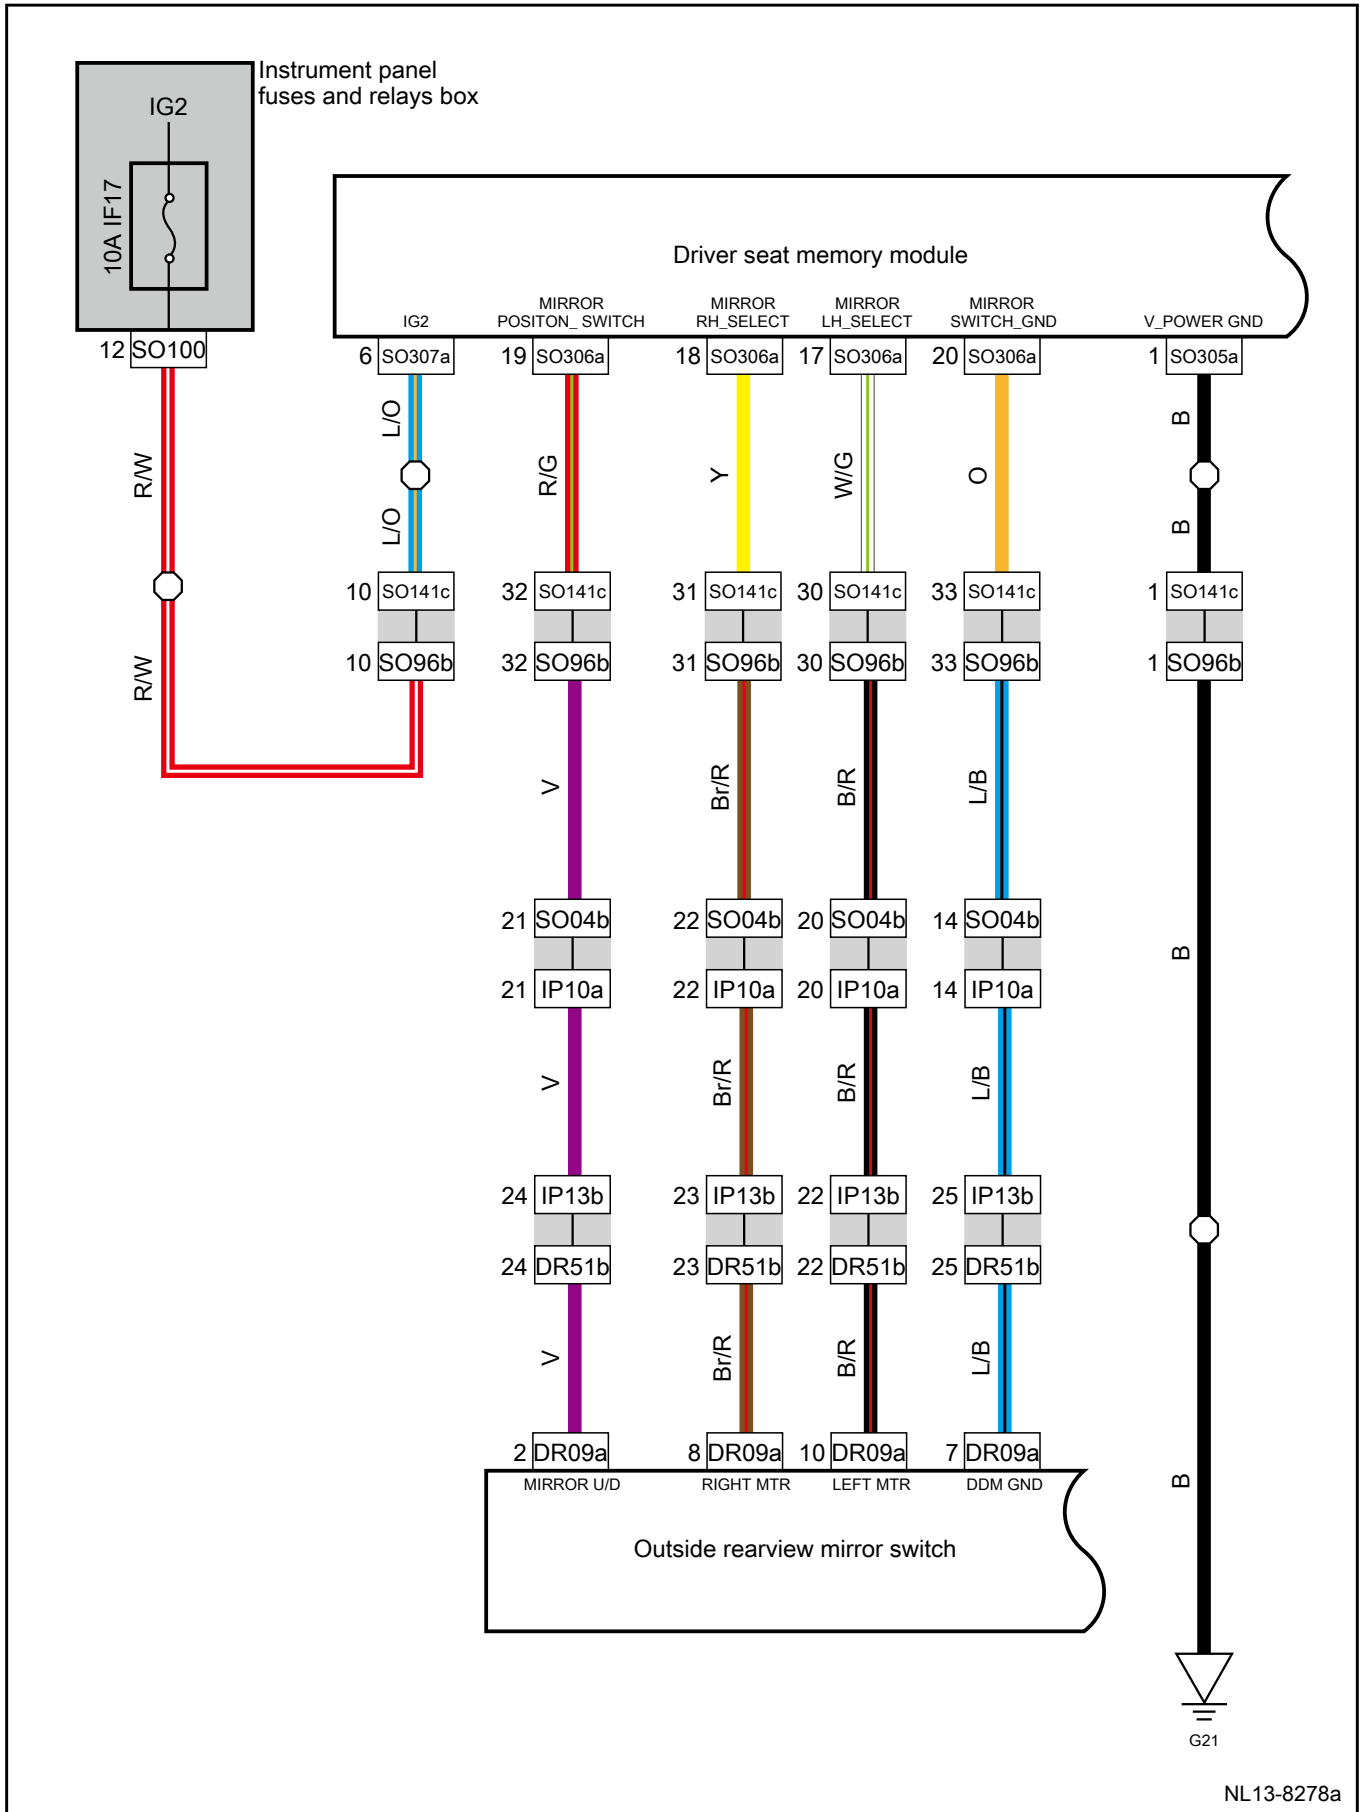 Instrument panel
fuses and relays box
IG2
10A IF17
12 SO100
Driver seat memory module
IG2
MIRROR
POSITON_ SWITCH
MIRROR
RH_SELECT
MIRROR
LH_SELECT
MIRROR
SWITCH_GND
V_POWER GND
6 SO307a
19 SO306a
18 SO306a
17 SO306a
20 SO306a
1 SO305a
L/O
B
R/W
R/G
Y
W/G
O
L/O
B
10 SO141c
32 SO141c
31 SO141c
30 SO141c
33 SO141c
1 SO141c
10 SO96b
32 SO96b
31 SO96b
30 SO96b
33 SO96b
1 SO96b
R/W
V
Br/R
B/R
L/B
21 SO04b
22 SO04b
20 SO04b
14 SO04b
B
21 IP10a
22 IP10a
20 IP10a
14 IP10a
V
Br/R
B/R
L/B
24 IP13b
23 IP13b
22 IP13b
25 IP13b
24 DR51b
23 DR51b
22 DR51b
25 DR51b
V
Br/R
B/R
L/B
2 DR09a
8 DR09a
10 DR09a
7 DR09a
MIRROR U/D
RIGHT MTR
LEFT MTR
DDM GND
B
Outside rearview mirror switch
G21
NL13-8278a